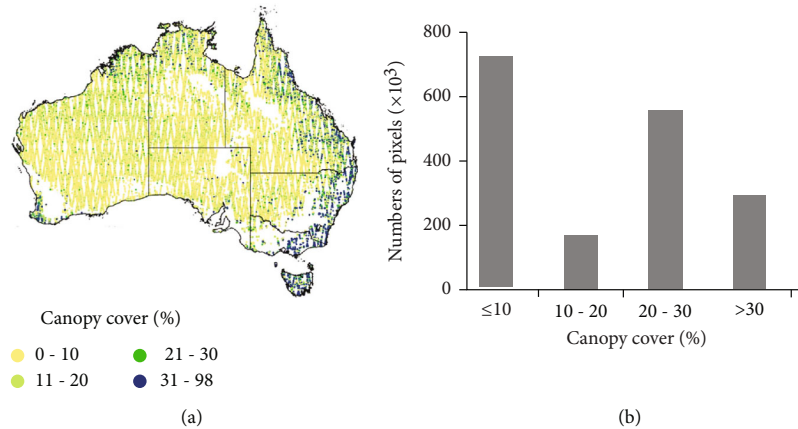 Canopy cover (%)
0 - 10
21 - 30
11 - 20
31 - 98
(a)
Numbers of pixels (×10³)
800
600
400
200
0
≤10
10 - 20
20 - 30
>30
Canopy cover (%)
(b)